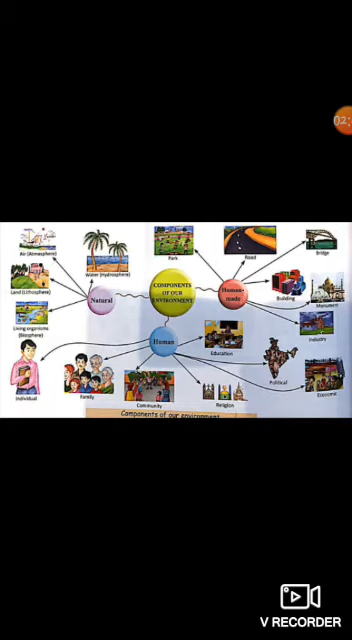 02:
Air (Atmosphere)
Water (Hydrosphere)
Park
Road
Bridge
Land (Lithosphere)
Natural
COMPONENTS
OF OUR
ENVIRONMENT
Human-
made
Building
Monument
Living organisms
(Biosphere)
Human
Education
Industry
Individual
Family
Community
Religion
Political
Economic
Components of our environment
V RECORDER